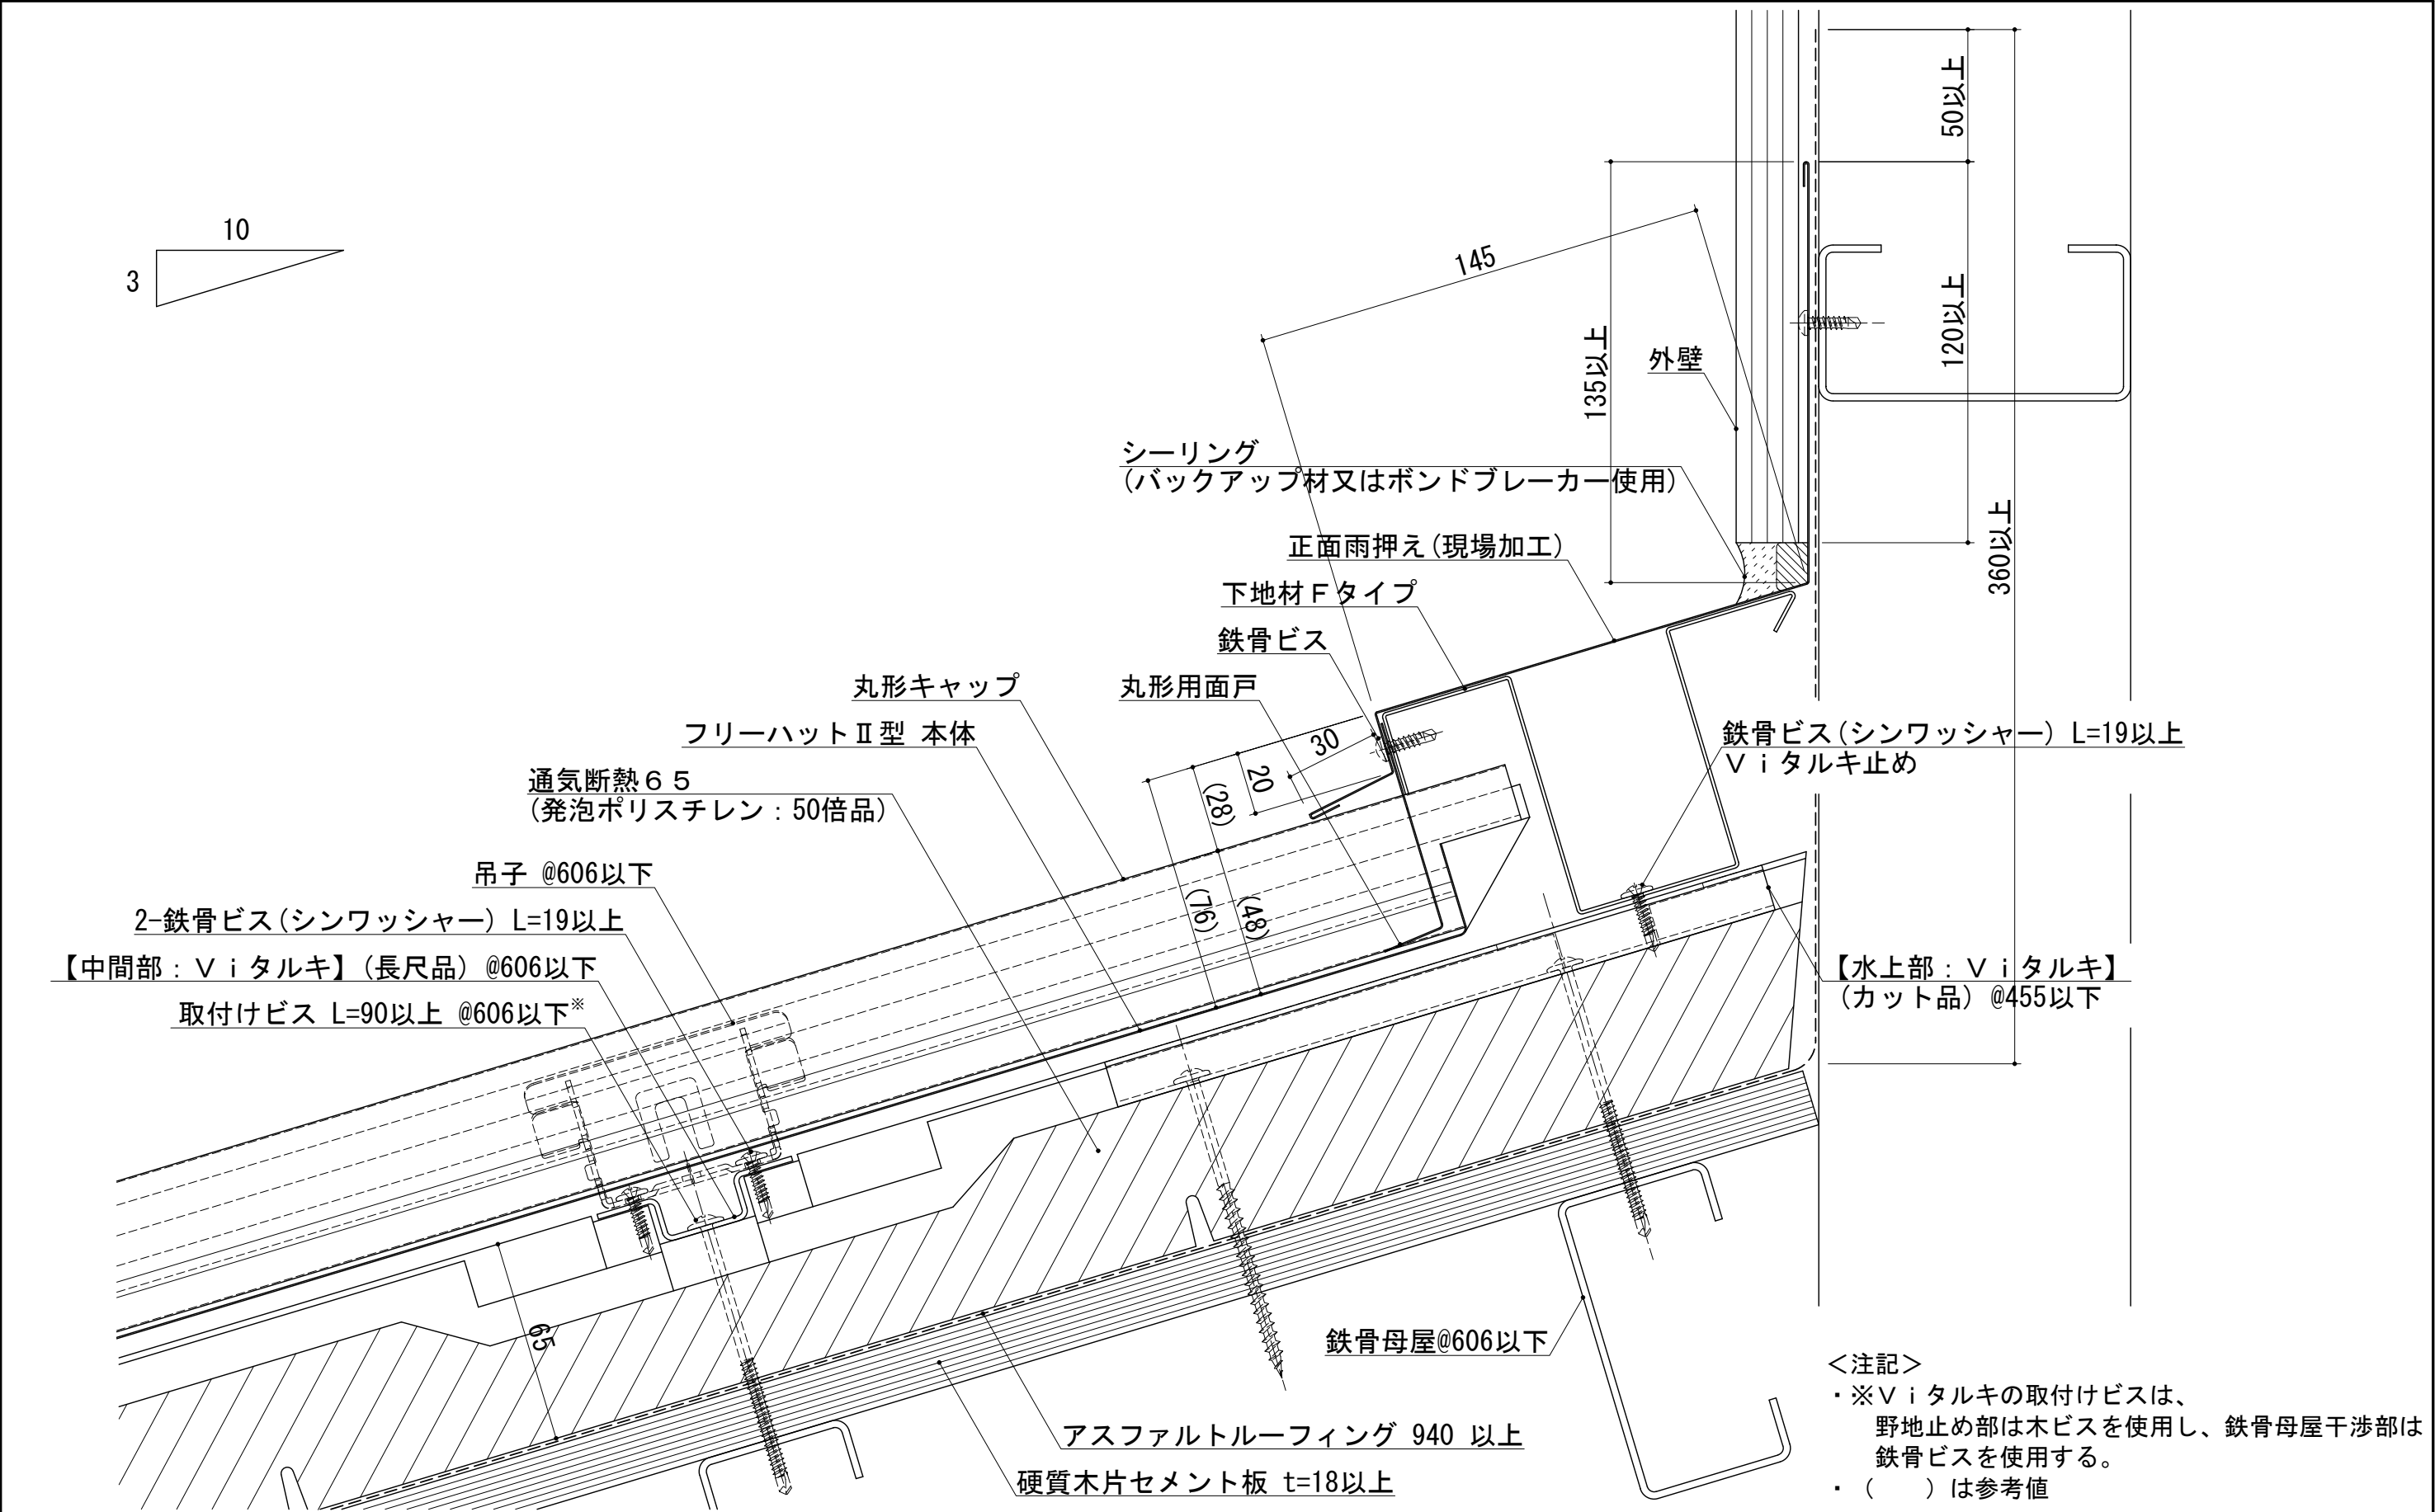 10
3
50以上
120以上
135以上
360以上
145
外壁
シーリング
(バックアップ材又はボンドブレーカー使用)
正面雨押え(現場加工)
下地材Fタイプ
鉄骨ビス
丸形キャップ
丸形用面戸
フリーハットⅡ型 本体
通気断熱65
(発泡ポリスチレン:50倍品)
30
20
(28)
(76)
(48)
鉄骨ビス(シンワッシャー) L=19以上
Viタルキ止め
吊子 @606以下
2-鉄骨ビス(シンワッシャー) L=19以上
【中間部:Viタルキ】(長尺品) @606以下
取付けビス L=90以上 @606以下※
【水上部:Viタルキ】
(カット品) @455以下
65
鉄骨母屋@606以下
アスファルトルーフィング 940 以上
硬質木片セメント板 t=18以上
<注記>
・※Viタルキの取付けビスは、
野地止め部は木ビスを使用し、鉄骨母屋干渉部は
鉄骨ビスを使用する。
・( )は参考値